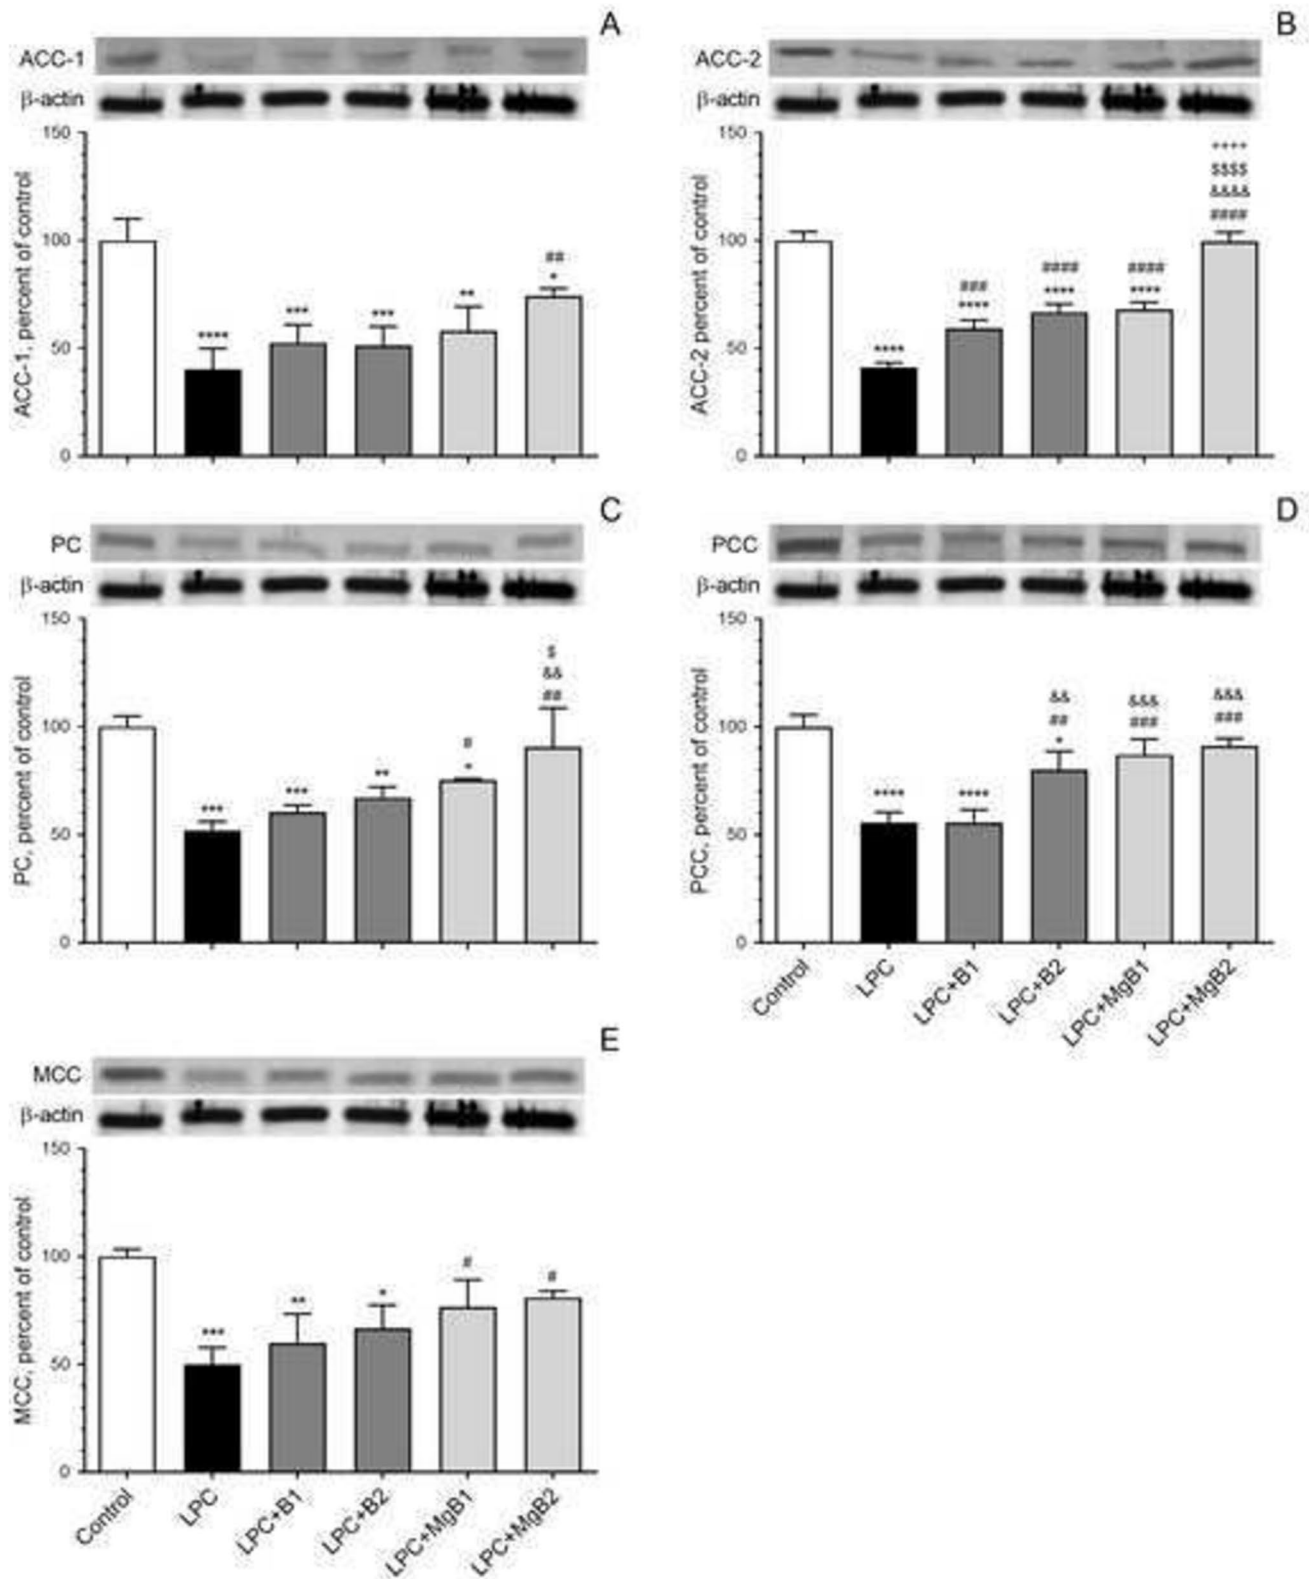 A
ACC-1
β-actin
150
100
50
0
ACC-1, percent of control
****
***
***
**
##
*
B
ACC-2
β-actin
150
100
50
0
ACC-2 percent of control
****
###
****
####
****
####
****
++++
$$$$
&&&&
####
C
PC
β-actin
150
100
50
0
PC, percent of control
***
***
**
#
*
$
&&
##
D
PCC
β-actin
150
100
50
0
PCC, percent of control
****
****
&&
##
*
&&&
###
&&&
###
Control
LPC
LPC+B1
LPC+B2
LPC+MgB1
LPC+MgB2
E
MCC
β-actin
150
100
50
0
MCC, percent of control
***
**
*
#
#
Control
LPC
LPC+B1
LPC+B2
LPC+MgB1
LPC+MgB2